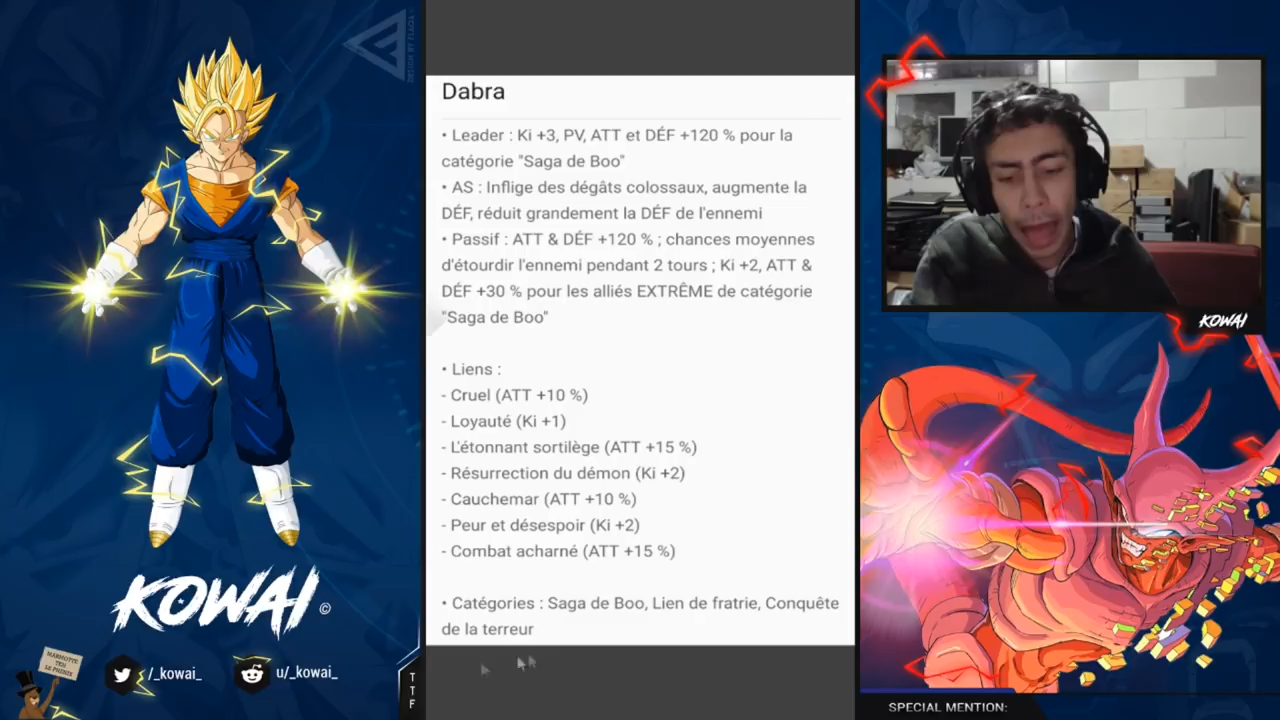 Dabra
• Leader : Ki +3, PV, ATT et DÉF +120 % pour la
catégorie "Saga de Boo"
• AS : Inflige des dégâts colossaux, augmente la
DÉF, réduit grandement la DÉF de l'ennemi
• Passif : ATT & DÉF +120 % ; chances moyennes
d'étourdir l'ennemi pendant 2 tours ; Ki +2, ATT &
DÉF +30 % pour les alliés EXTRÊME de catégorie
"Saga de Boo"
• Liens :
- Cruel (ATT +10 %)
- Loyauté (Ki +1)
- L'étonnant sortilège (ATT +15 %)
- Résurrection du démon (Ki +2)
- Cauchemar (ATT +10 %)
- Peur et désespoir (Ki +2)
- Combat acharné (ATT +15 %)
• Catégories : Saga de Boo, Lien de fratrie, Conquête
de la terreur
KOWAI ©
MARMOTTE
TEN
LE PHENIX
/_kowai_
u/_kowai_
T
T
F
KOWAI
SPECIAL MENTION: